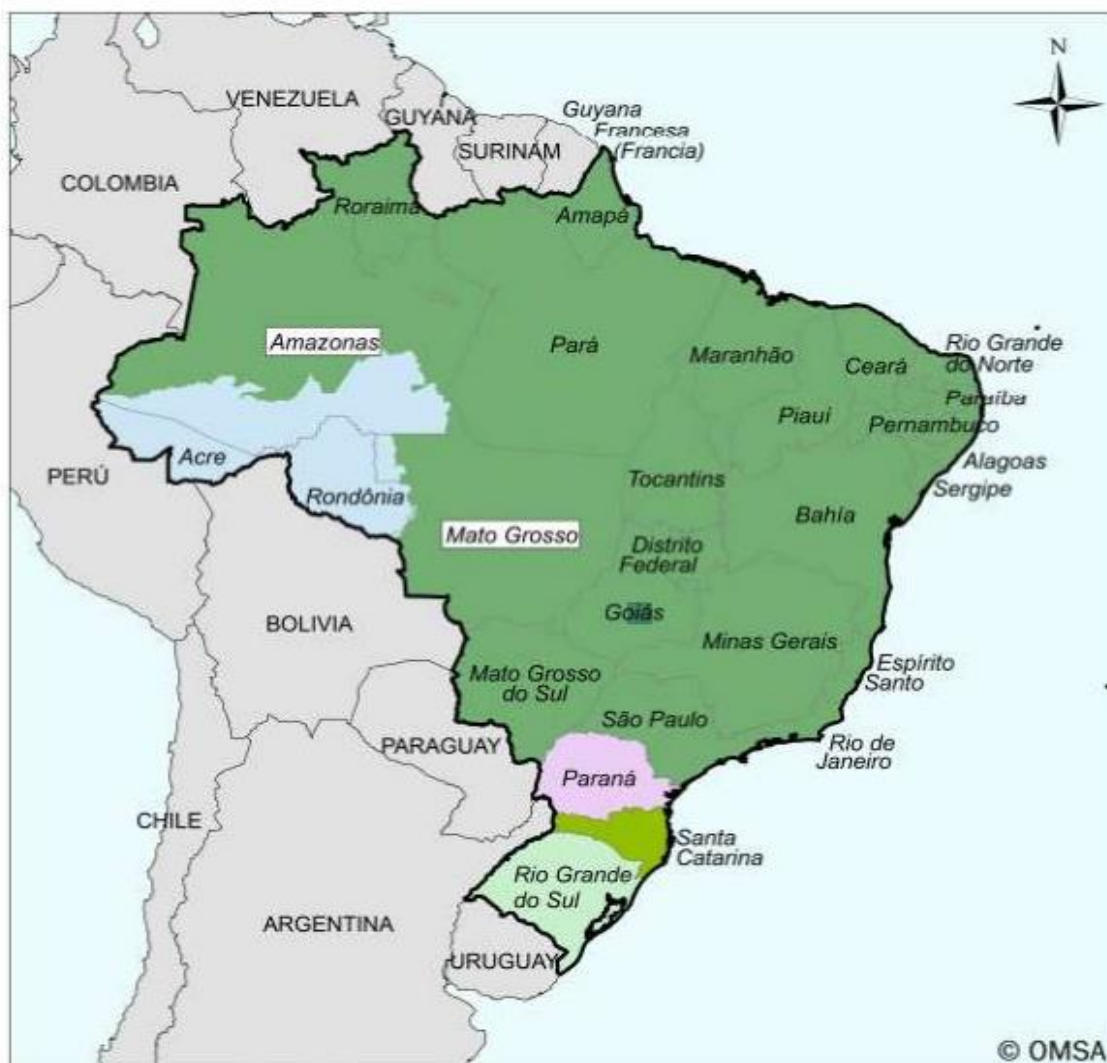 N
VENEZUELA
GUYANA
Guyana
Francesa
(Francia)
SURINAM
COLOMBIA
Roraima
Amapá
Amazonas
Pará
Maranhão
Ceará
Rio Grande
do Norte
Paraíba
Piauí
Pernambuco
Acre
Alagoas
PERÚ
Rondônia
Tocantins
Sergipe
Mato Grosso
Bahía
Distrito
Federal
BOLIVIA
Goiás
Minas Gerais
Mato Grosso
do Sul
Espírito
Santo
São Paulo
PARAGUAY
Rio de
Janeiro
Paraná
CHILE
Santa
Catarina
Rio Grande
do Sul
ARGENTINA
URUGUAY
© OMSA